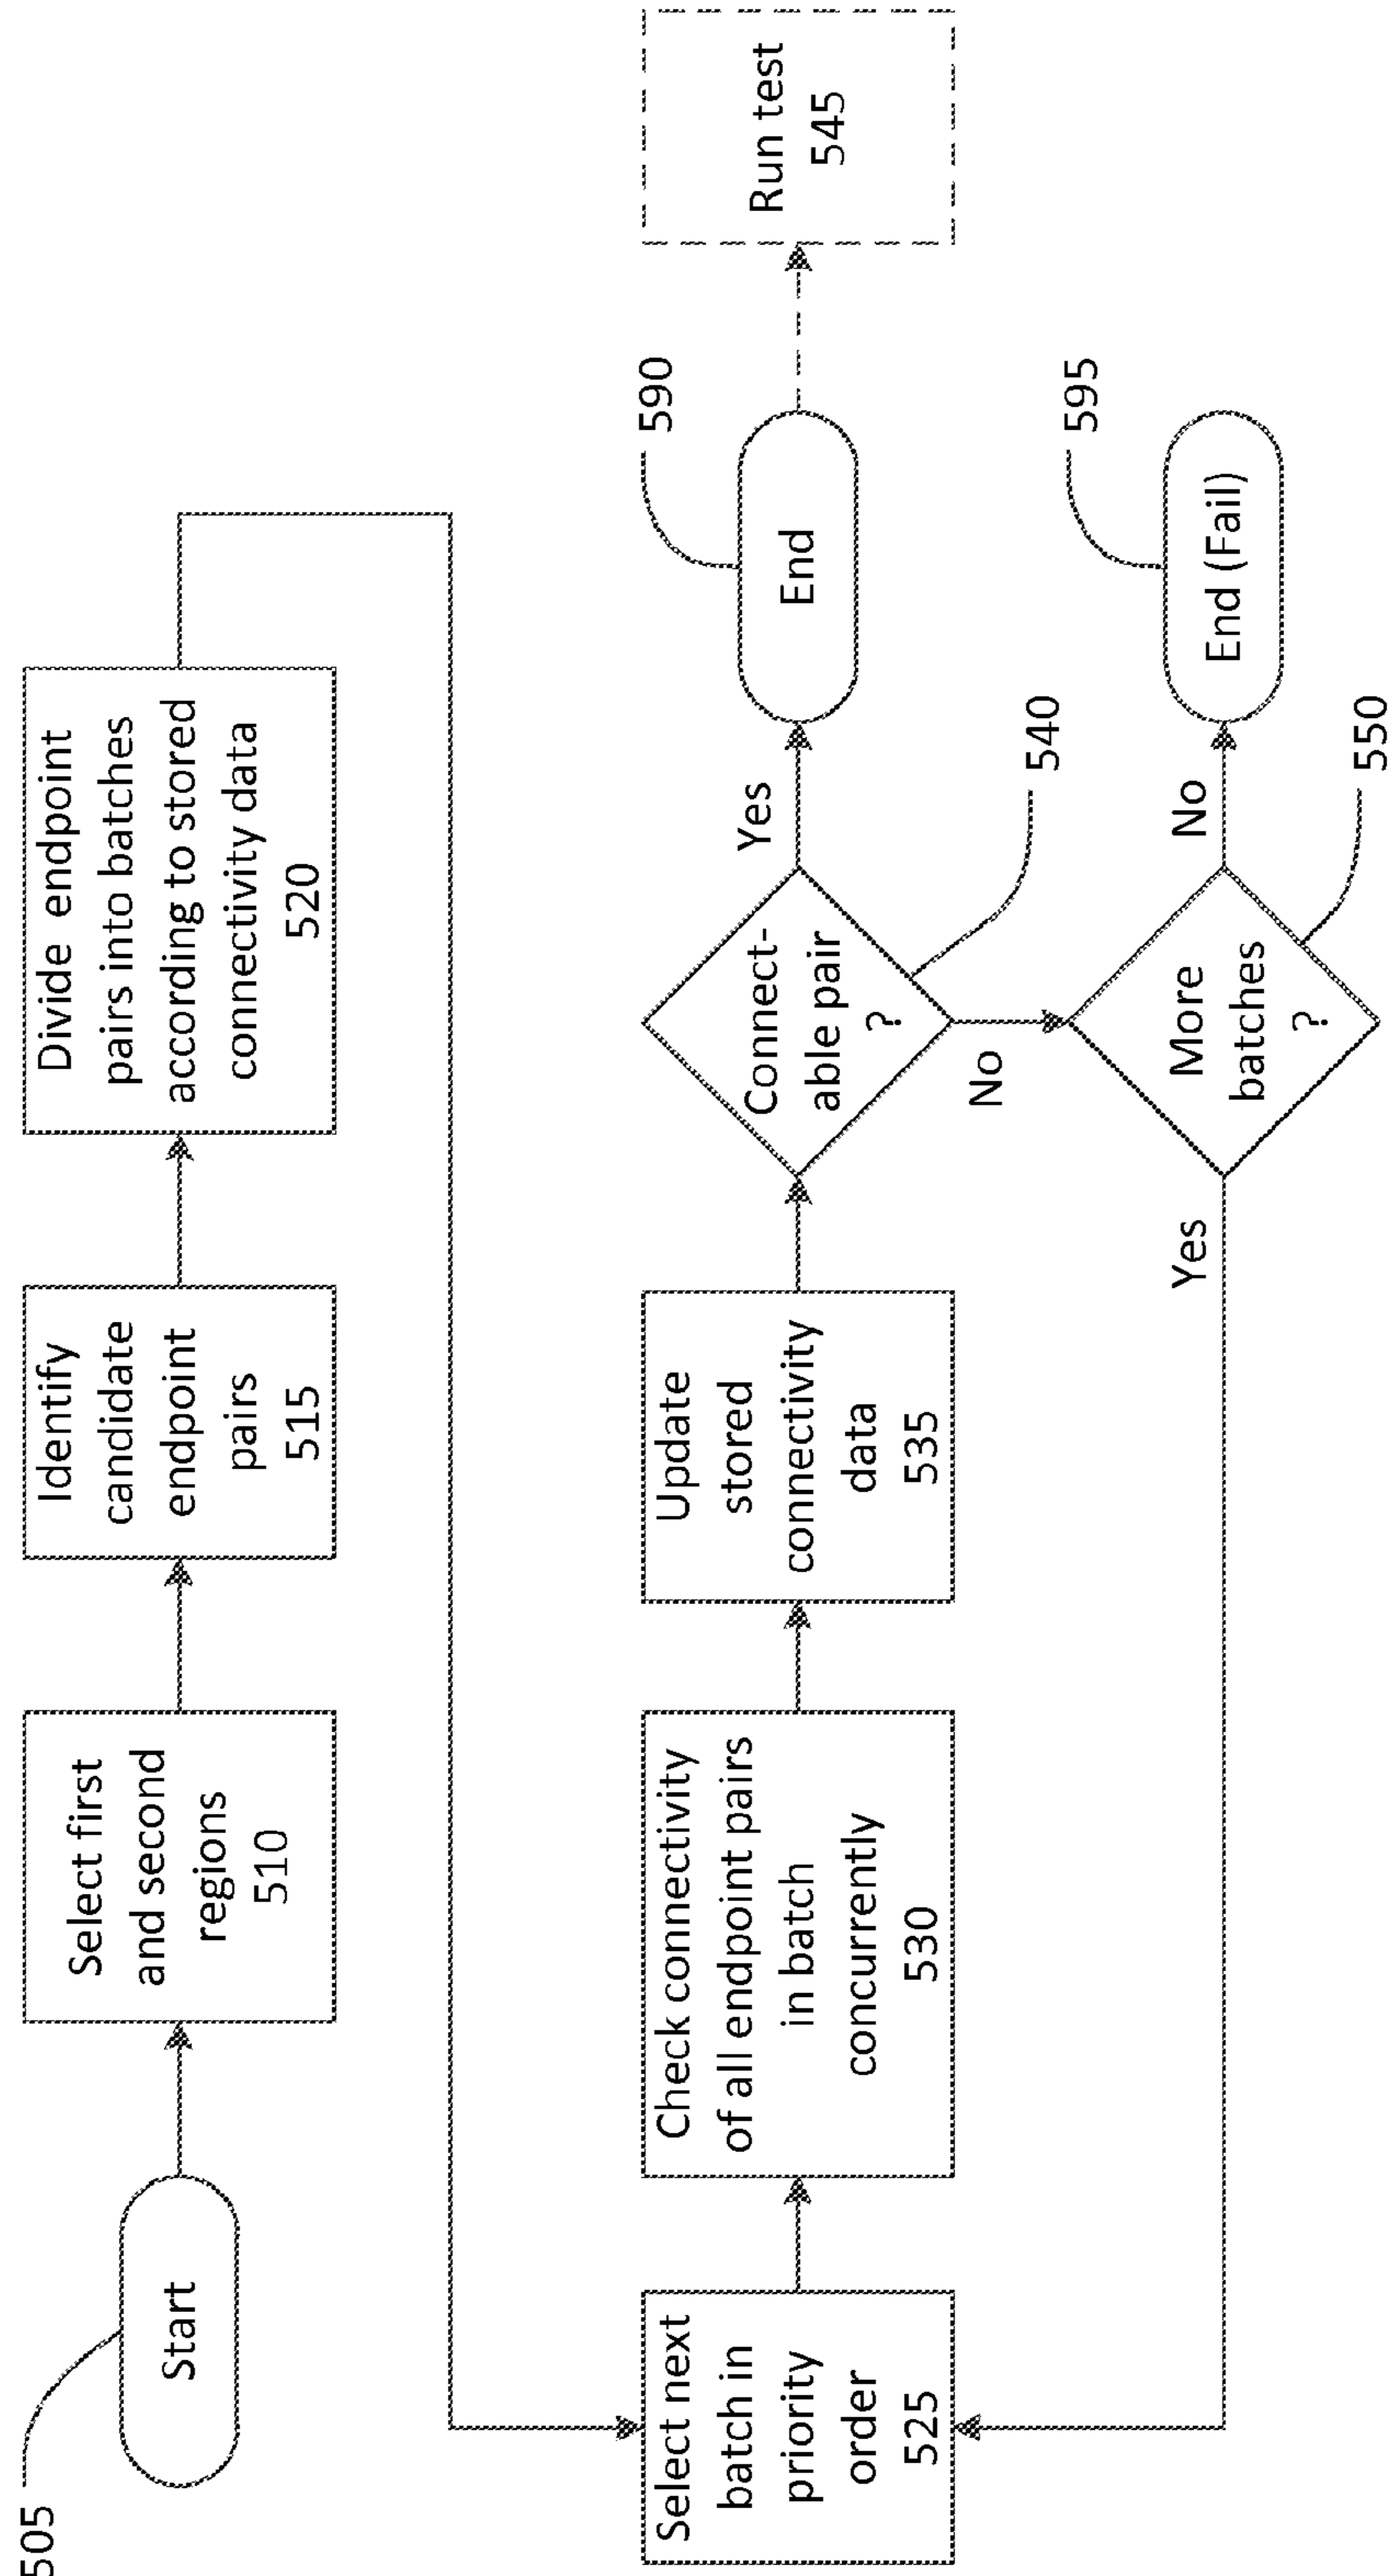 505
Start
Select first
and second
regions
510
Identify
candidate
endpoint
pairs
515
Divide endpoint
pairs into batches
according to stored
connectivity data
520
Select next
batch in
priority
order
525
Check connectivity
of all endpoint pairs
in batch
concurrently
530
Update
stored
connectivity
data
535
Connect-
able pair
?
540
Yes
End
590
Run test
545
No
More
batches
?
550
Yes
No
End (Fail)
595